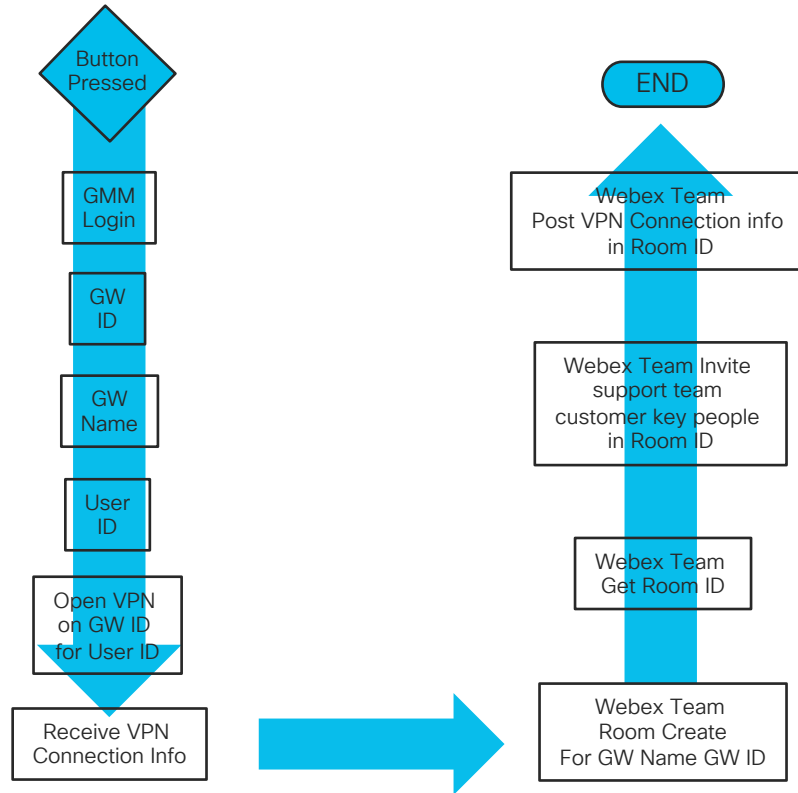 Button
Pressed
GMM
Login
GW
ID
GW
Name
User
ID
Open VPN
on GW ID
for User ID
Receive VPN
Connection Info
Webex Team
Room Create
For GW Name GW ID
Webex Team
Get Room ID
Webex Team Invite
support team
customer key people
in Room ID
Webex Team
Post VPN Connection info
in Room ID
END